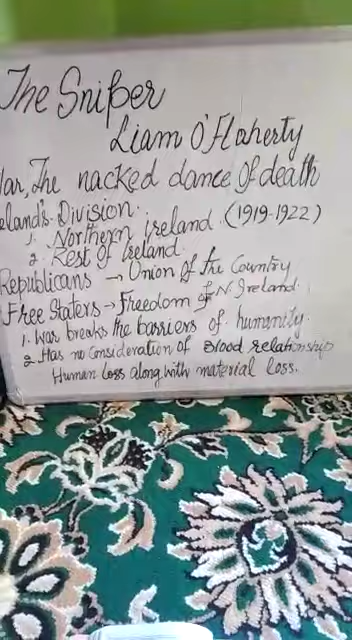 The Sniper
Liam O'Flaherty
War, The nacked dance of death
eland's Division.
1. Northern ireland (1919-1922)
2. Rest of Ireland.
Republicans → Union of the Country
Free Staters → Freedom of N. Ireland.
1. War breaks the barriers of humanity.
2. Has no Consideration of Blood relationship
Human Loss along with material loss.